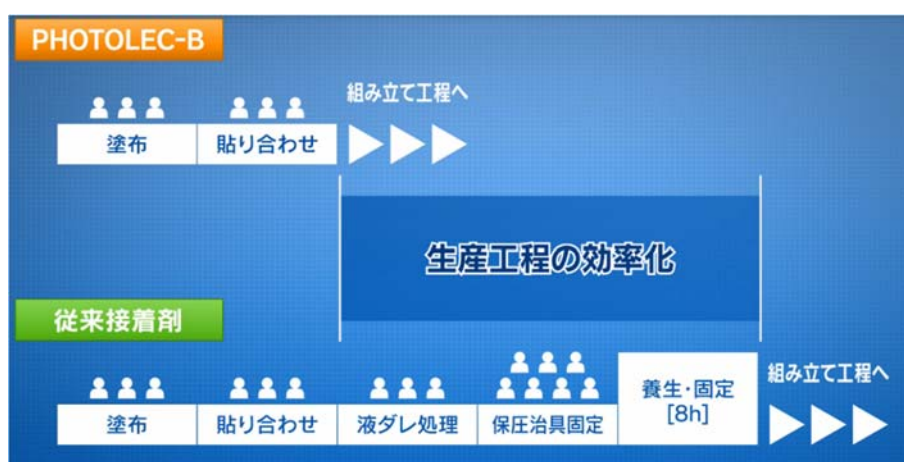 PHOTOLEC-B
組み立て工程へ
塗布
貼り合わせ
生産工程の効率化
従来接着剤
塗布
貼り合わせ
液ダレ処理
保圧治具固定
養生・固定
[8h]
組み立て工程へ